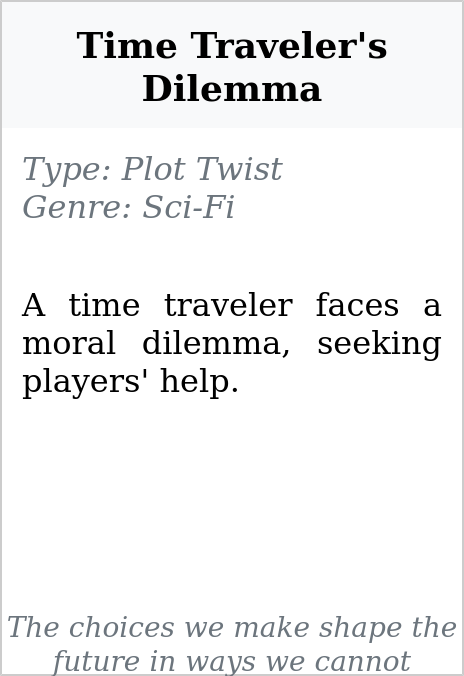 Time Traveler's
Dilemma
Type: Plot Twist
Genre: Sci-Fi
A time traveler faces a
moral dilemma, seeking
players' help.
The choices we make shape the
future in ways we cannot